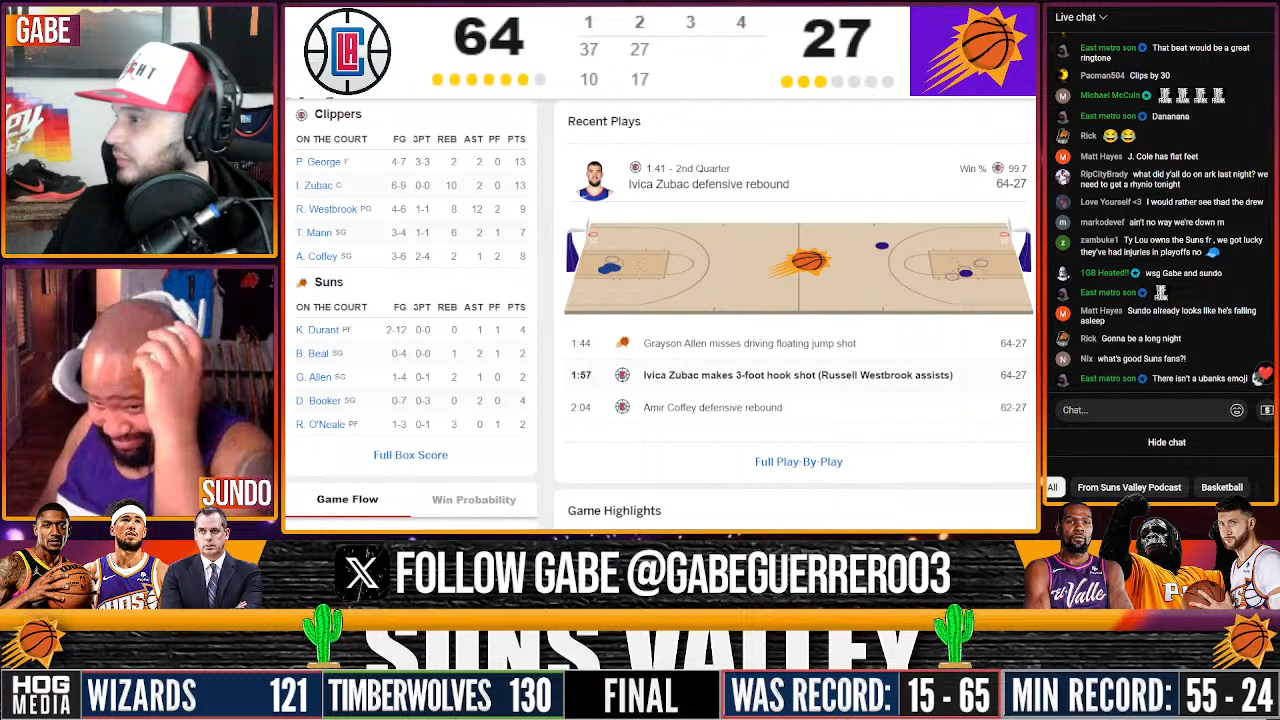 GABE
SUNDO
64
1 2 3 4
37 27
10 17
27
Clippers
ON THE COURT FG 3PT REB AST PF PTS
P. George F 4-7 3-3 2 2 0 13
I. Zubac C 6-9 0-0 10 2 0 13
R. Westbrook PG 4-6 1-1 8 12 2 9
T. Mann SG 3-4 1-1 6 2 1 7
A. Coffey SG 3-6 2-4 2 1 2 8
Suns
ON THE COURT FG 3PT REB AST PF PTS
K. Durant PF 2-12 0-0 0 1 1 4
B. Beal SG 0-4 0-0 1 2 1 2
G. Allen SG 1-4 0-1 2 1 0 2
D. Booker SG 0-7 0-3 0 2 0 4
R. O'Neale PF 1-3 0-1 3 0 1 2
Full Box Score
Game Flow Win Probability
Recent Plays
1:41 - 2nd Quarter Win % 99.7
Ivica Zubac defensive rebound 64-27
1:44 Grayson Allen misses driving floating jump shot 64-27
1:57 Ivica Zubac makes 3-foot hook shot (Russell Westbrook assists) 64-27
2:04 Amir Coffey defensive rebound 62-27
Full Play-By-Play
Game Highlights
Live chat
East metro son That beat would be a great
ringtone
Pacman504 Clips by 30
Michael McCuin
East metro son Dananana
Rick
Matt Hayes J. Cole has flat feet
RipCityBrady what did yall do on ark last night? we
need to get a rhyno tonight
Love Yourself <3 I would rather see thad the drew
markodevef ain't no way we're down rn
zambuke1 Ty Lou owns the Suns fr , we got lucky
they've had injuries in playoffs no
1GB Heated!! wsg Gabe and sundo
East metro son
Matt Hayes Sundo already looks like he's falling
asleep
Rick Gonna be a long night
Nix what's good Suns fans?!
East metro son There isn't a ubanks emoji
Chat...
Hide chat
All From Suns Valley Podcast Basketball
FOLLOW GABE @GABEGUERRERO03
SUNS VALLEY
HOG
MEDIA
WIZARDS 121 TIMBERWOLVES 130 FINAL WAS RECORD: 15 - 65 MIN RECORD: 55 - 24